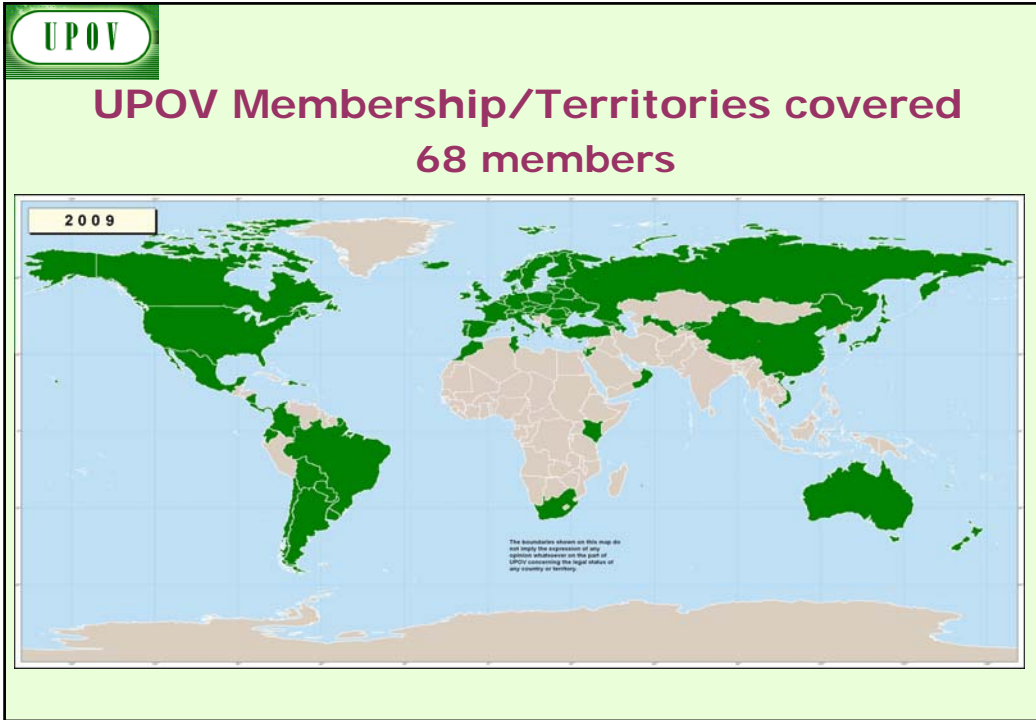 UPOV
UPOV Membership/Territories covered
68 members
2009
The boundaries shown on this map do
not imply the expression of any
opinion whatsoever on the part of
UPOV concerning the legal status of
any country or territory.